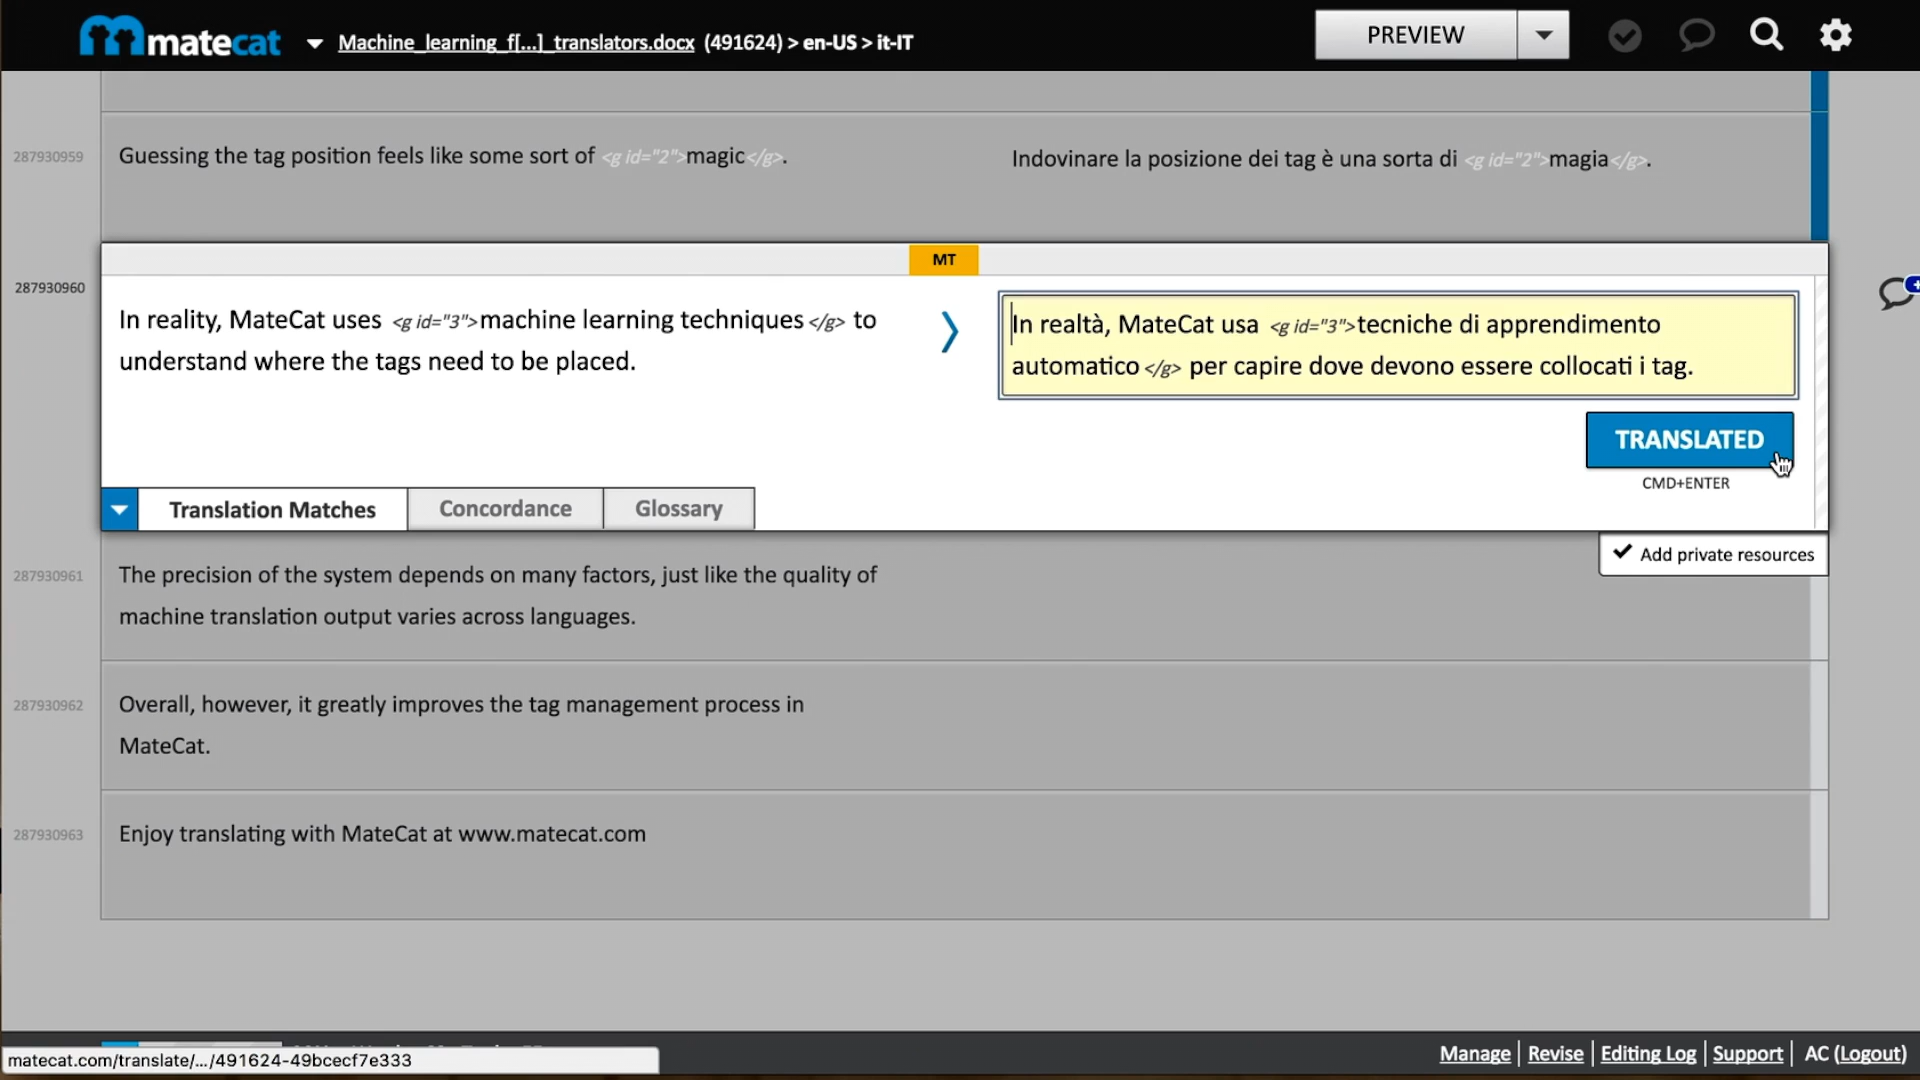 matecat
Machine_learning_f[...]_translators.docx (491624) > en-US > it-IT
PREVIEW
287930959
Guessing the tag position feels like some sort of <g id="2">magic</g>.
Indovinare la posizione dei tag è una sorta di <g id="2">magia</g>.
MT
287930960
In reality, MateCat uses <g id="3">machine learning techniques</g> to
understand where the tags need to be placed.
In realtà, MateCat usa <g id="3">tecniche di apprendimento
automatico</g> per capire dove devono essere collocati i tag.
TRANSLATED
CMD+ENTER
Translation Matches
Concordance
Glossary
Add private resources
287930961
The precision of the system depends on many factors, just like the quality of
machine translation output varies across languages.
287930962
Overall, however, it greatly improves the tag management process in
MateCat.
287930963
Enjoy translating with MateCat at www.matecat.com
matecat.com/translate/.../491624-49bcecf7e333
Manage
Revise
Editing Log
Support
AC (Logout)